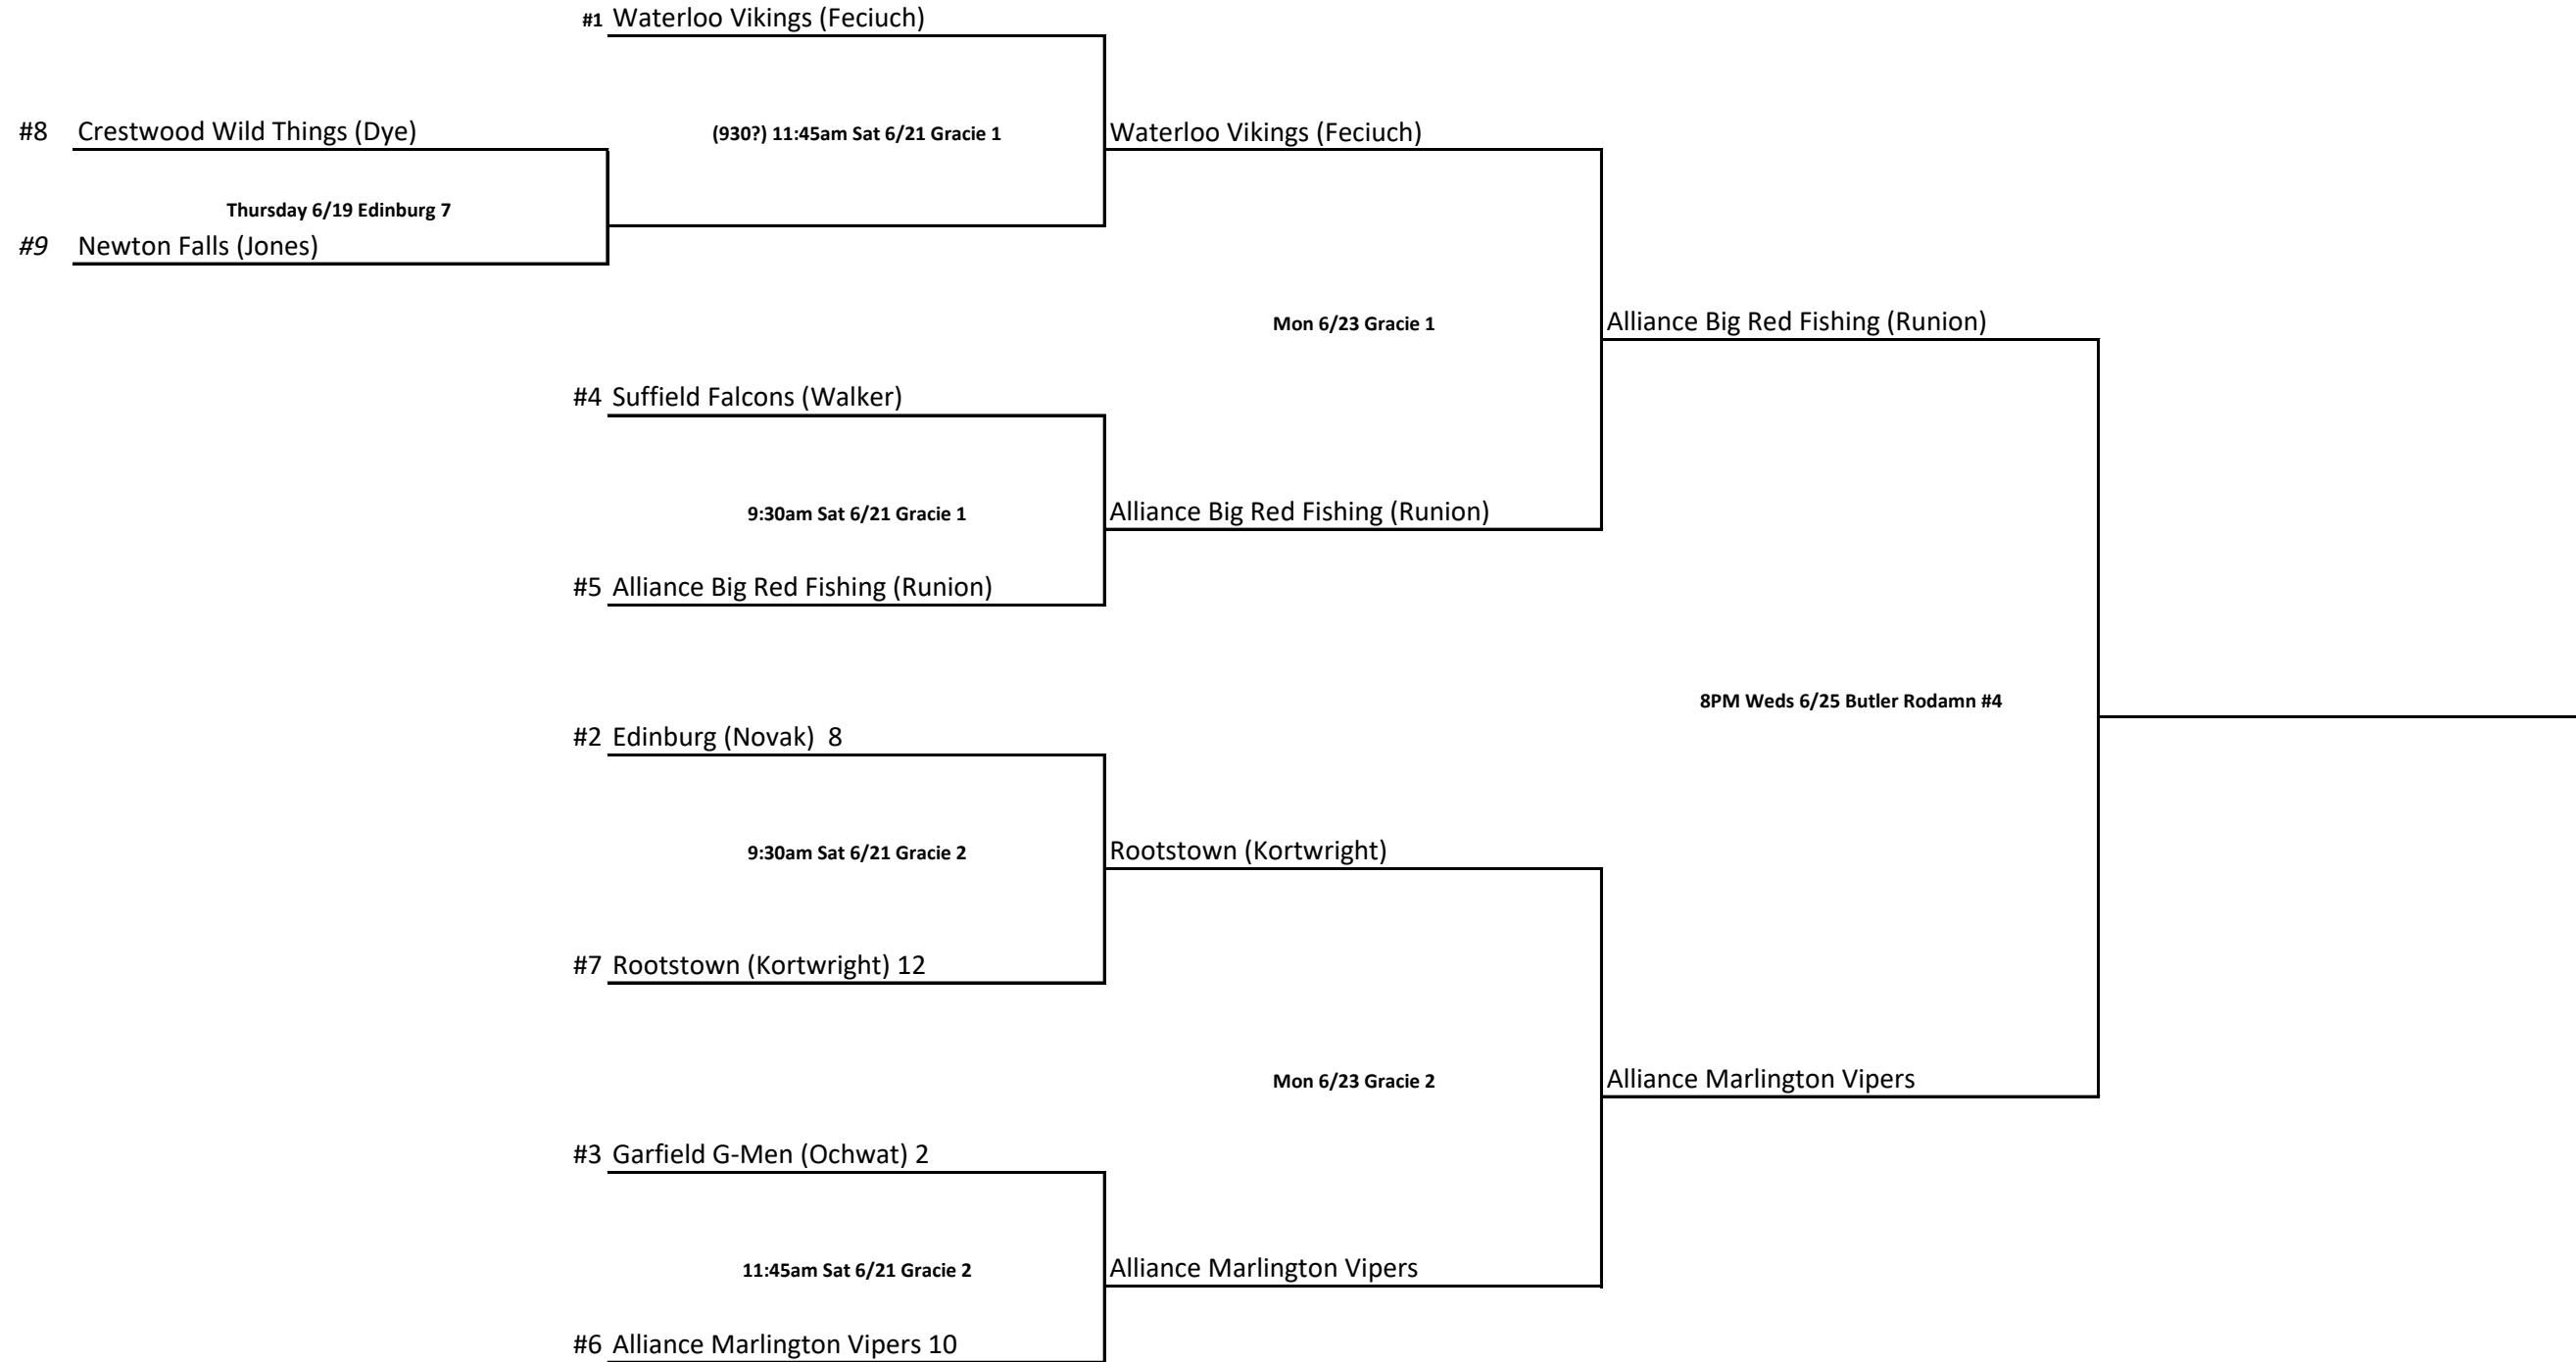 #1 Waterloo Vikings (Feciuch)
#8 Crestwood Wild Things (Dye)
(930?) 11:45am Sat 6/21 Gracie 1
Waterloo Vikings (Feciuch)
Thursday 6/19 Edinburg 7
#9 Newton Falls (Jones)
Mon 6/23 Gracie 1
Alliance Big Red Fishing (Runion)
#4 Suffield Falcons (Walker)
9:30am Sat 6/21 Gracie 1
Alliance Big Red Fishing (Runion)
#5 Alliance Big Red Fishing (Runion)
8PM Weds 6/25 Butler Rodamn #4
#2 Edinburg (Novak) 8
9:30am Sat 6/21 Gracie 2
Rootstown (Kortwright)
#7 Rootstown (Kortwright) 12
Mon 6/23 Gracie 2
Alliance Marlington Vipers
#3 Garfield G-Men (Ochwat) 2
11:45am Sat 6/21 Gracie 2
Alliance Marlington Vipers
#6 Alliance Marlington Vipers 10